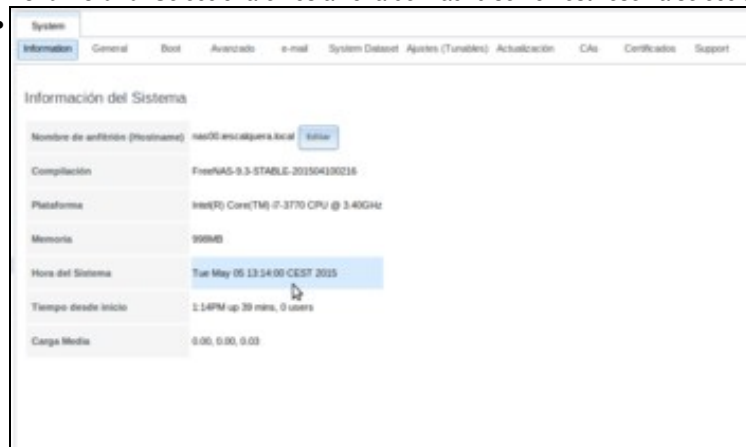 System
Information General Boot Avanzado e-mail System Dataset Ajustes (Tunables) Actualización CAs Certificados Support
Información del Sistema
Nombre de anfitrión (Hostname) nas00.escalquera.local Editar
Compilación FreeNAS-9.3-STABLE-201504100216
Plataforma Intel(R) Core(TM) i7-3770 CPU @ 3.40GHz
Memoria 998MB
Hora del Sistema Tue May 05 13:14:00 CEST 2015
Tiempo desde inicio 1:14PM up 39 mins, 0 users
Carga Media 0.00, 0.00, 0.03